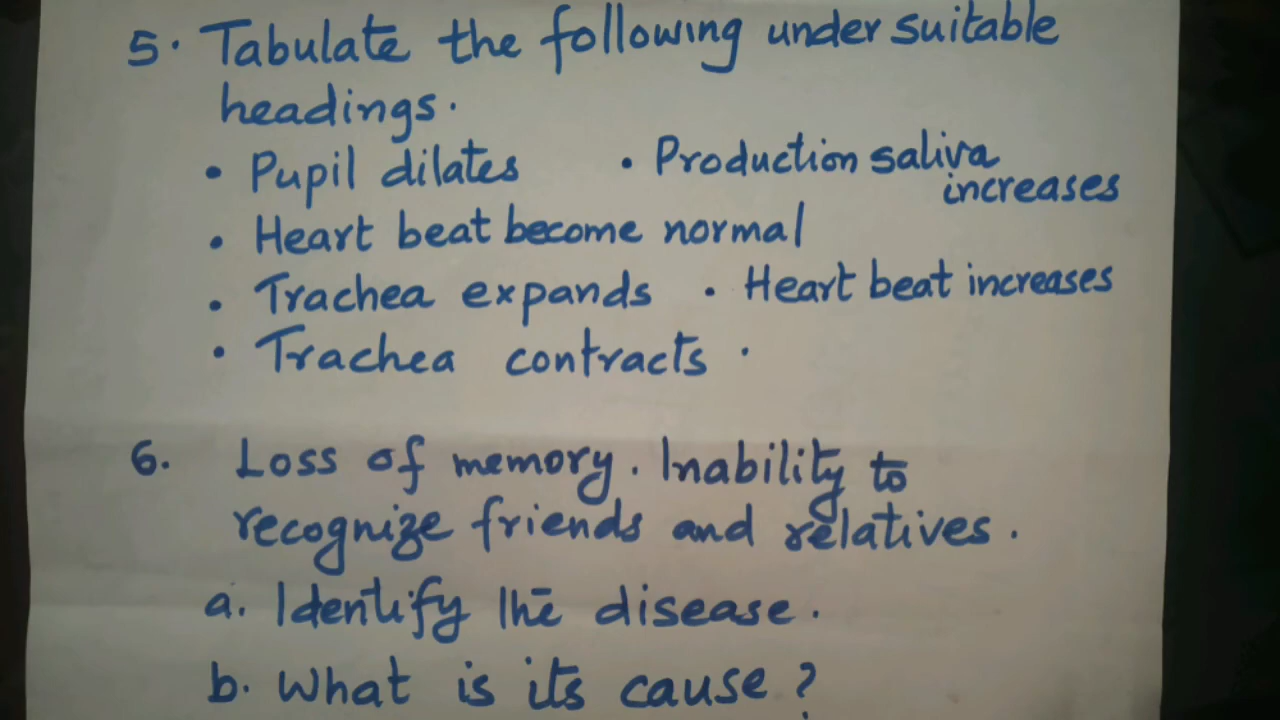 5. Tabulate the following under suitable
headings.
• Pupil dilates • Production saliva
increases
• Heart beat become normal
• Trachea expands • Heart beat increases
• Trachea contracts .
6. Loss of memory. Inability to
recognize friends and relatives.
a. Identify the disease.
b. What is its cause?